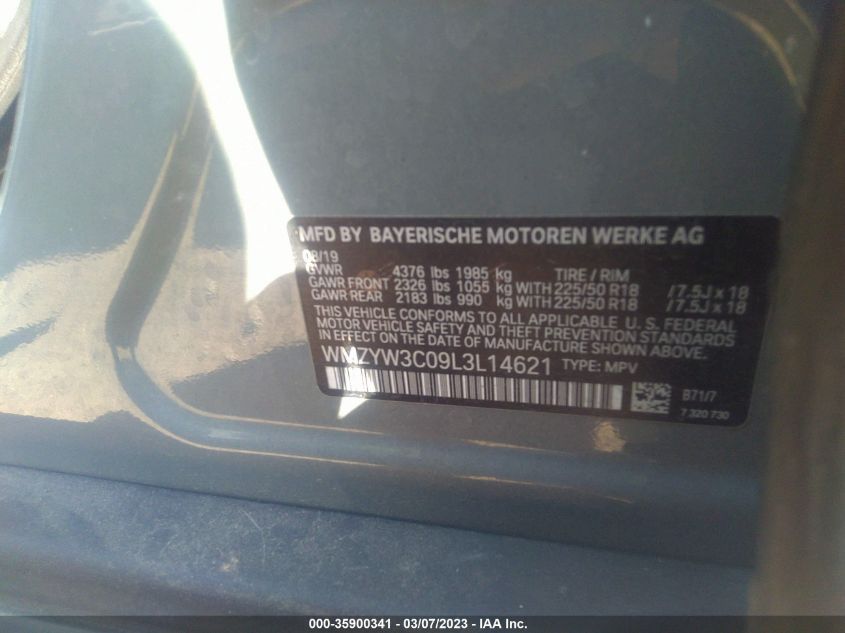 MFD BY BAYERISCHE MOTOREN WERKE AG
08/19
GVWR 4376 lbs 1985 kg TIRE / RIM
GAWR FRONT 2326 lbs 1055 kg WITH 225/50 R18 /7.5J x 18
GAWR REAR 2183 lbs 990 kg WITH 225/50 R18 /7.5J x 18
THIS VEHICLE CONFORMS TO ALL APPLICABLE U. S. FEDERAL
MOTOR VEHICLE SAFETY AND THEFT PREVENTION STANDARDS
IN EFFECT ON THE DATE OF MANUFACTURE SHOWN ABOVE.
WMZYW3C09L3L14621 TYPE: MPV
B71/7
7 320 730
000-35900341 - 03/07/2023 - IAA Inc.